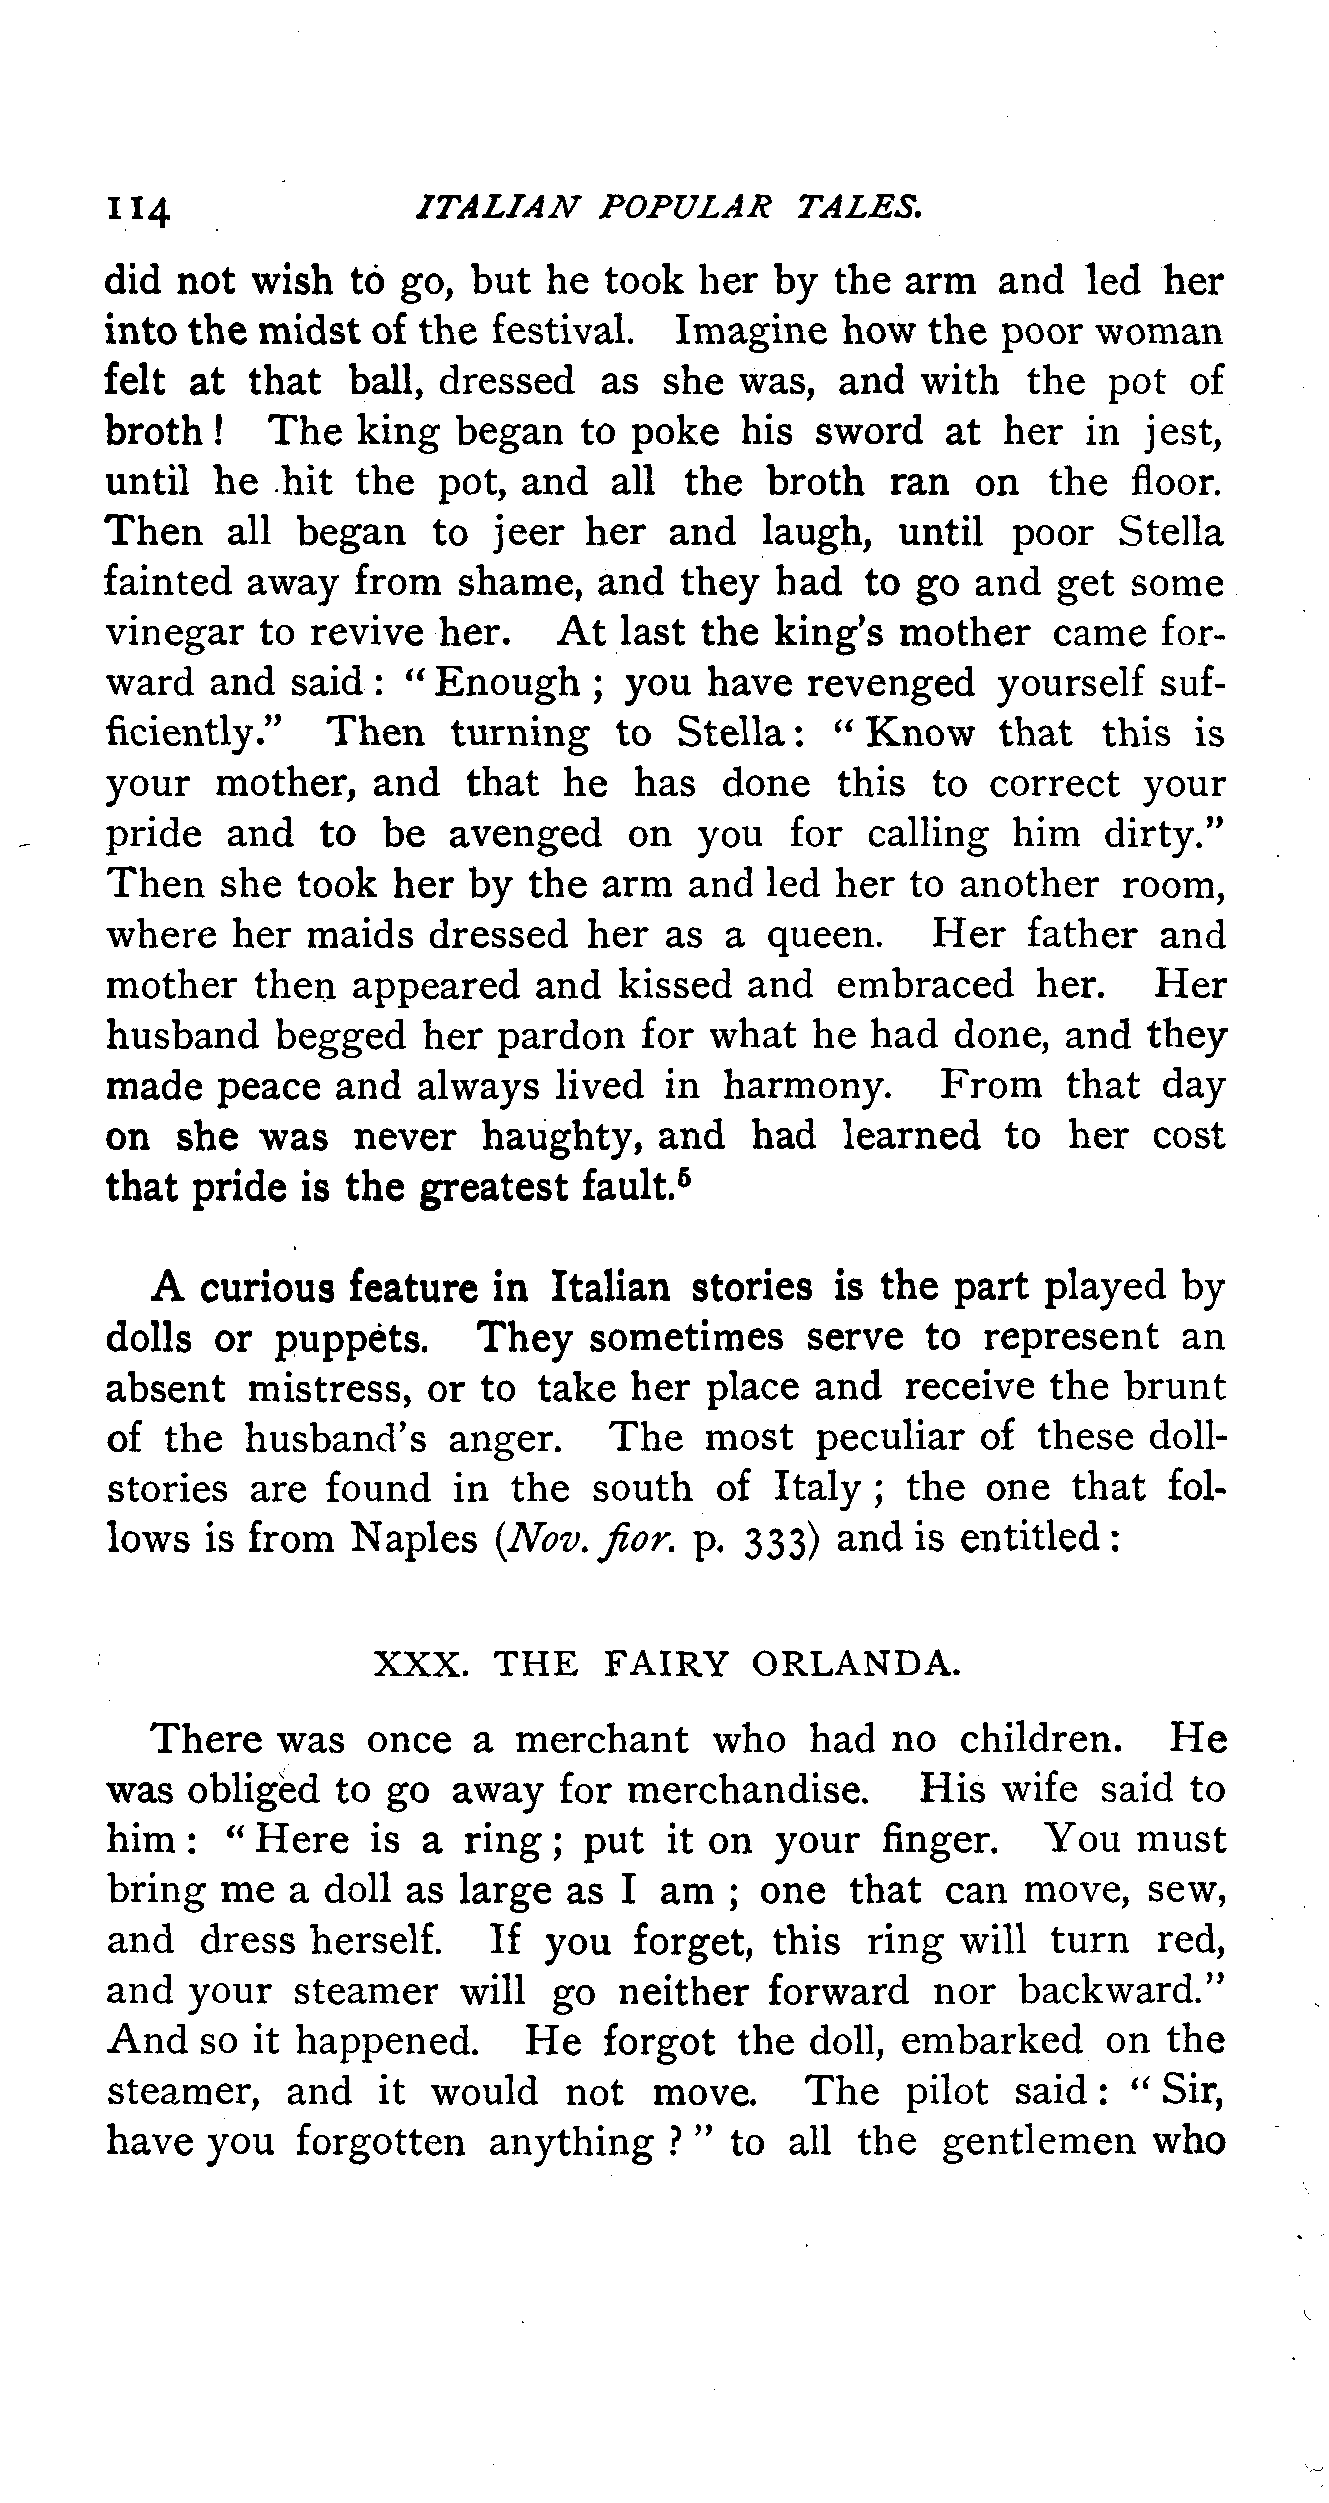 114 ITALIAN POPULAR TALES.
did not wish to go, but he took her by the arm and led her
into the midst of the festival. Imagine how the poor woman
felt at that ball, dressed as she was, and with the pot of
broth ! The king began to poke his sword at her in jest,
until he hit the pot, and all the broth ran on the floor.
Then all began to jeer her and laugh, until poor Stella
fainted away from shame, and they had to go and get some
vinegar to revive her. At last the king's mother came for-
ward and said : “ Enough ; you have revenged yourself suf-
ficiently.” Then turning to Stella : “ Know that this is
your mother, and that he has done this to correct your
pride and to be avenged on you for calling him dirty.”
Then she took her by the arm and led her to another room,
where her maids dressed her as a queen. Her father and
mother then appeared and kissed and embraced her. Her
husband begged her pardon for what he had done, and they
made peace and always lived in harmony. From that day
on she was never haughty, and had learned to her cost
that pride is the greatest fault.⁵
A curious feature in Italian stories is the part played by
dolls or puppets. They sometimes serve to represent an
absent mistress, or to take her place and receive the brunt
of the husband's anger. The most peculiar of these doll-
stories are found in the south of Italy ; the one that fol-
lows is from Naples (Nov. fior. p. 333) and is entitled :
XXX. THE FAIRY ORLANDA.
There was once a merchant who had no children. He
was obliged to go away for merchandise. His wife said to
him : “ Here is a ring ; put it on your finger. You must
bring me a doll as large as I am ; one that can move, sew,
and dress herself. If you forget, this ring will turn red,
and your steamer will go neither forward nor backward.”
And so it happened. He forgot the doll, embarked on the
steamer, and it would not move. The pilot said : “ Sir,
have you forgotten anything ? ” to all the gentlemen who